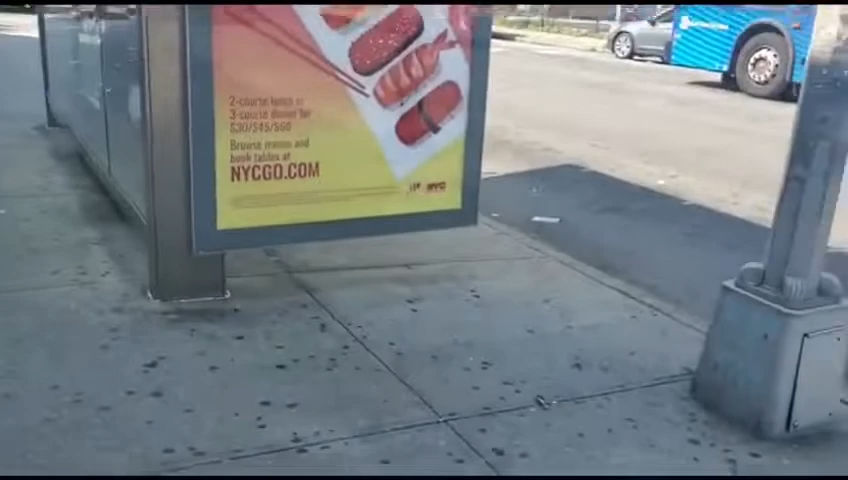 2-course lunch or
3-course dinner for
$30/$45/$60
Browse menus and
book tables at
NYCGO.COM
NYC